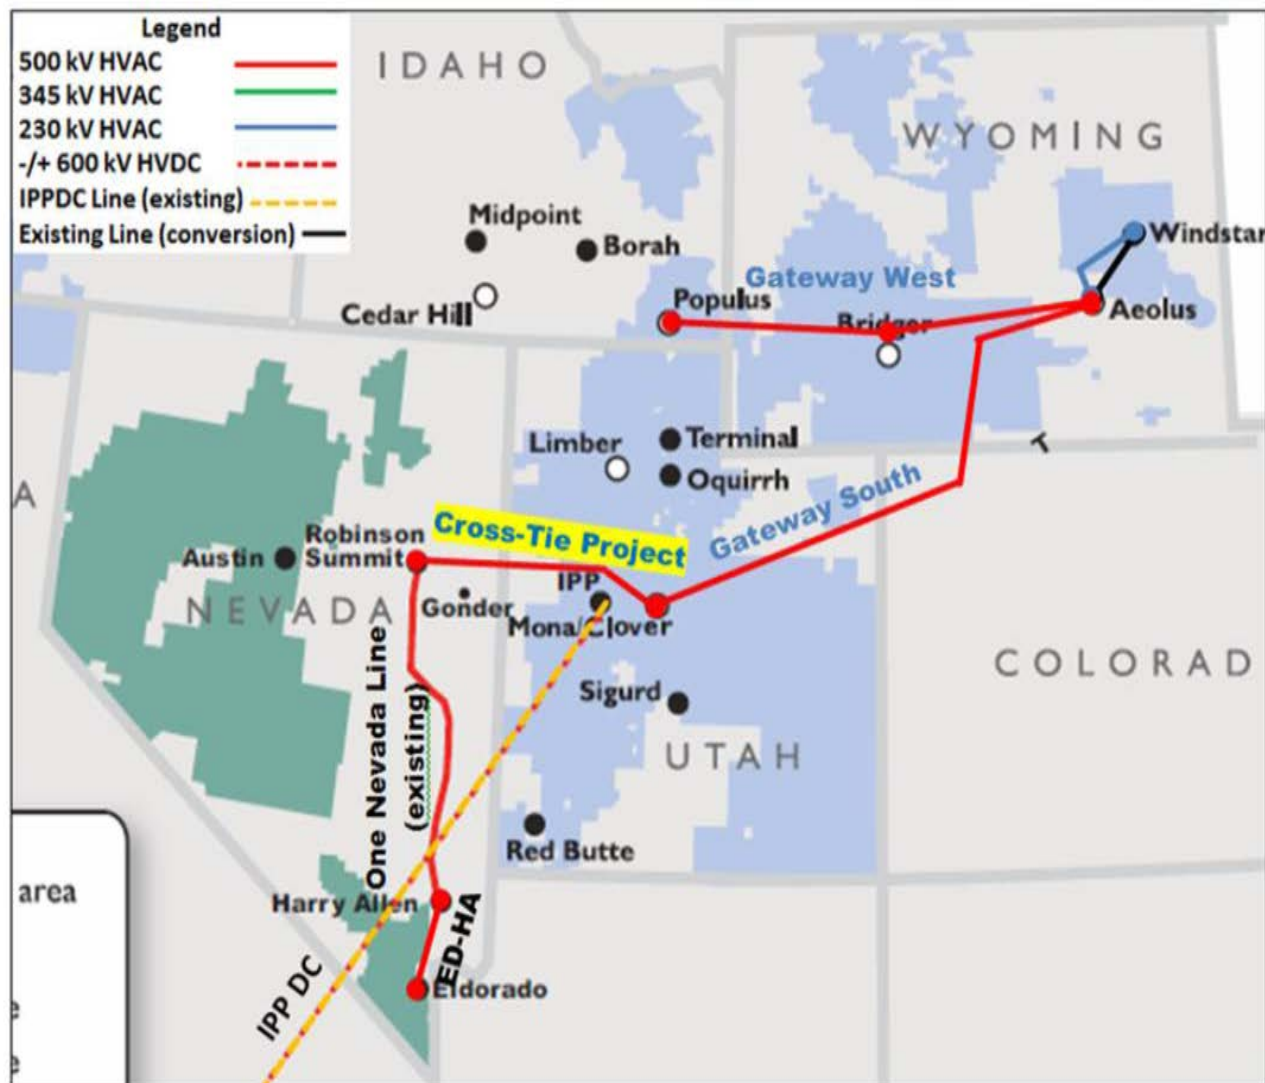 Legend
500 kV HVAC
345 kV HVAC
230 kV HVAC
-/+ 600 kV HVDC
IPPDC Line (existing)
Existing Line (conversion)
IDAHO
WYOMING
Midpoint
Borah
Windstar
Cedar Hill
Gateway West
Populus
Bridger
Aeolus
Limber
Terminal
Oquirrh
A
Gateway South
Cross-Tie Project
Robinson
Summit
Austin
IPP
NEVADA
Gonder
Mona/Clover
COLORAD
One Nevada Line
(existing)
Sigurd
UTAH
Red Butte
area
Harry Allen
ED-HA
IPP DC
Eldorado
e
e